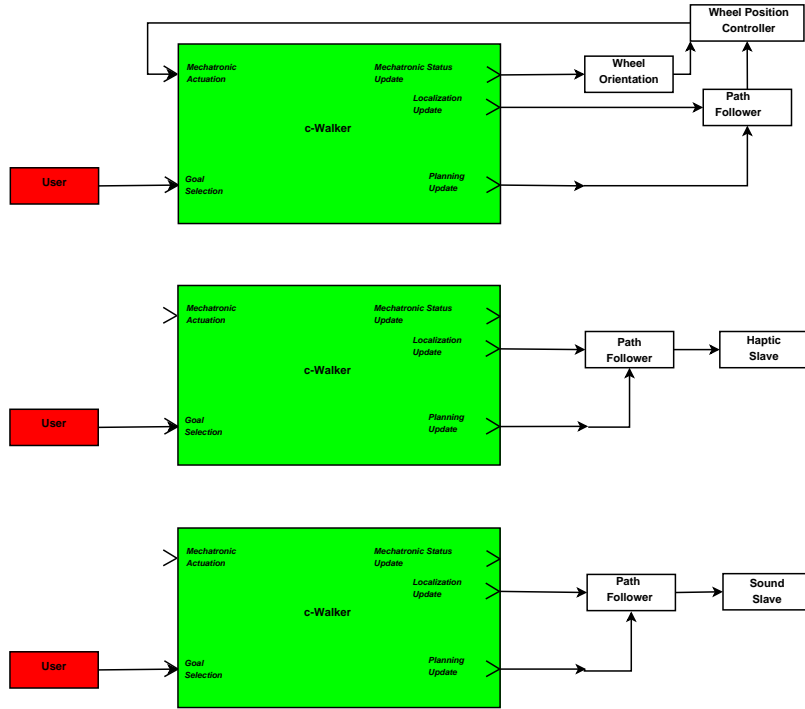 Wheel Position
Controller
Mechatronic
Actuation
Mechatronic Status
Update
Wheel
Orientation
Localization
Update
Path
Follower
c-Walker
User
Goal
Selection
Planning
Update
Mechatronic
Actuation
Mechatronic Status
Update
Localization
Update
Path
Follower
Haptic
Slave
c-Walker
User
Goal
Selection
Planning
Update
Mechatronic
Actuation
Mechatronic Status
Update
Localization
Update
Path
Follower
Sound
Slave
c-Walker
User
Goal
Selection
Planning
Update